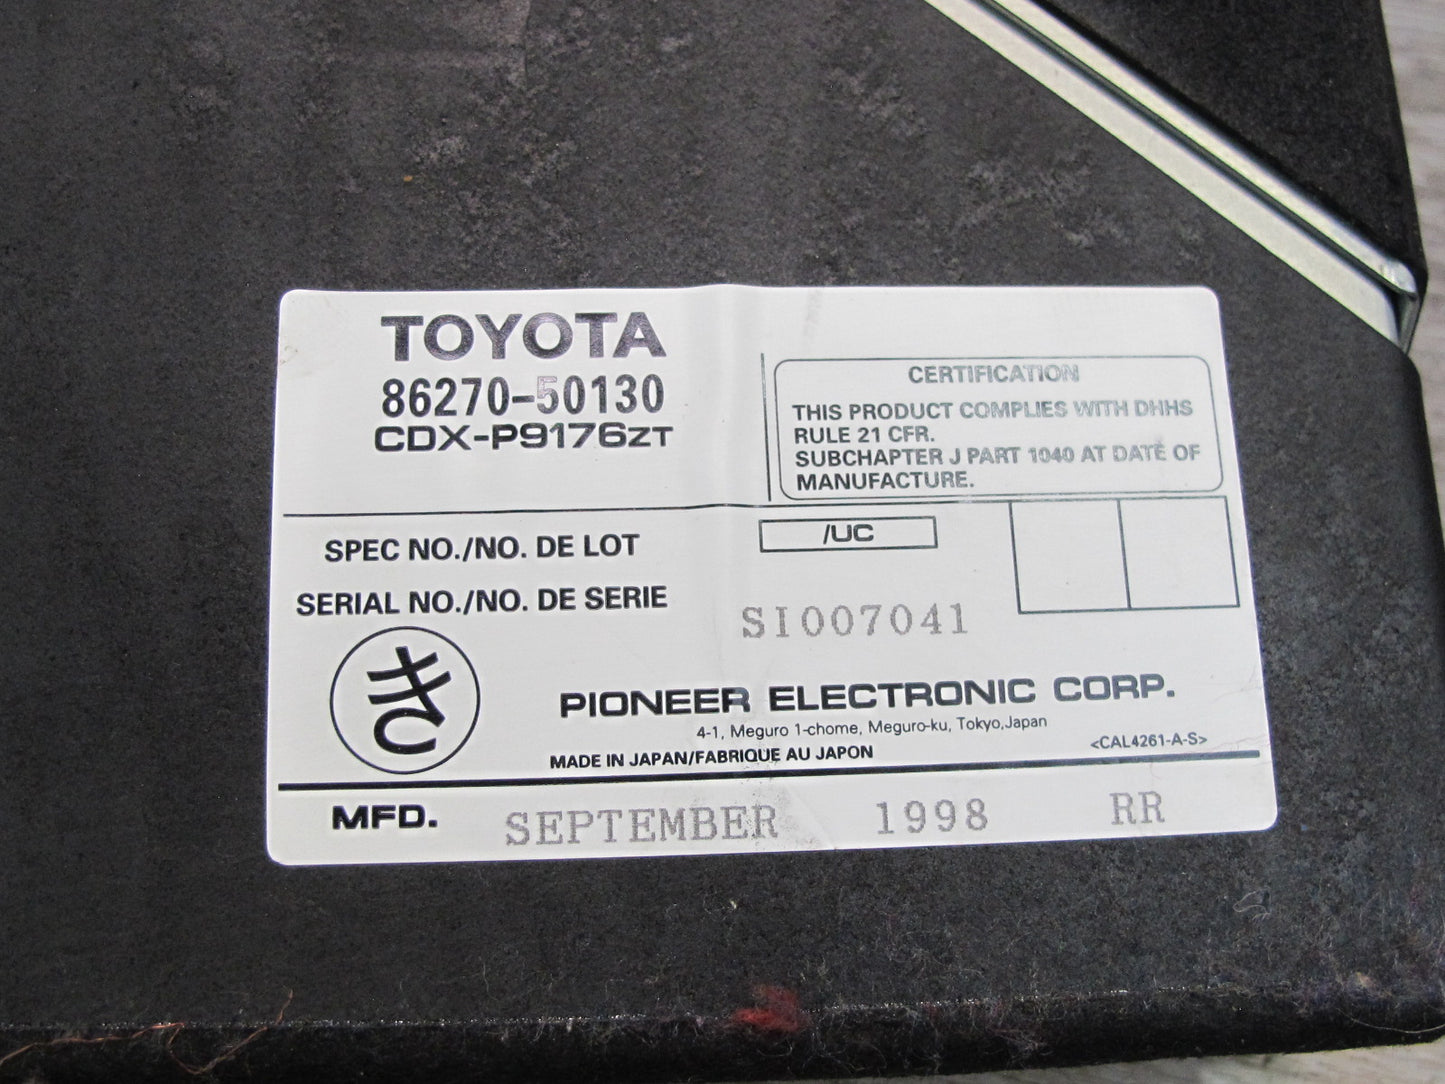 TOYOTA
86270-50130
CDX-P9176ZT
CERTIFICATION
THIS PRODUCT COMPLIES WITH DHHS
RULE 21 CFR.
SUBCHAPTER J PART 1040 AT DATE OF
MANUFACTURE.
SPEC NO./NO. DE LOT
/UC
SERIAL NO./NO. DE SERIE
SI007041
PIONEER ELECTRONIC CORP.
4-1, Meguro 1-chome, Meguro-ku, Tokyo,Japan
MADE IN JAPAN/FABRIQUE AU JAPON
<CAL4261-A-S>
MFD.
SEPTEMBER 1998 RR